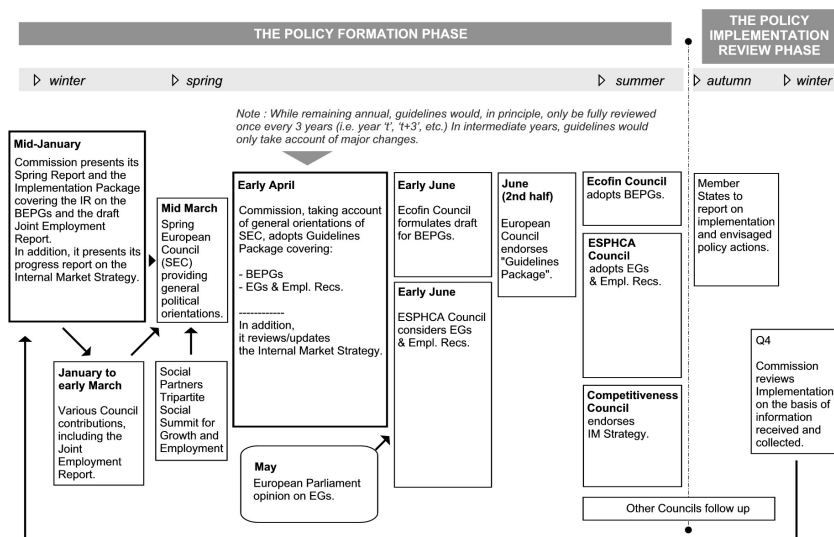 THE POLICY FORMATION PHASE
THE POLICY
IMPLEMENTATION
REVIEW PHASE
winter
spring
summer
autumn
winter
Note : While remaining annual, guidelines would, in principle, only be fully reviewed
once every 3 years (i.e. year 't', 't+3', etc.) In intermediate years, guidelines would
only take account of major changes.
Mid-January
Commission presents its
Spring Report and the
Implementation Package
covering the IR on the
BEPGs and the draft
Joint Employment
Report.
In addition, it presents its
progress report on the
Internal Market Strategy.
January to
early March
Various Council
contributions,
including the
Joint
Employment
Report.
Mid March
Spring
European
Council
(SEC)
providing
general
political
orientations.
Social
Partners
Tripartite
Social
Summit for
Growth and
Employment
Early April
Commission, taking account
of general orientations of
SEC, adopts Guidelines
Package covering:
- BEPGs
- EGs & Empl. Recs.
------------
In addition,
it reviews/updates
the Internal Market Strategy.
May
European Parliament
opinion on EGs.
Early June
Ecofin Council
formulates draft
for BEPGs.
Early June
ESPHCA Council
considers EGs
& Empl. Recs.
June
(2nd half)
European
Council
endorses
"Guidelines
Package".
Ecofin Council
adopts BEPGs.
ESPHCA
Council
adopts EGs
& Empl. Recs.
Competitiveness
Council
endorses
IM Strategy.
Other Councils follow up
Member
States to
report on
implementation
and envisaged
policy actions.
Q4
Commission
reviews
Implementation
on the basis of
information
received and
collected.